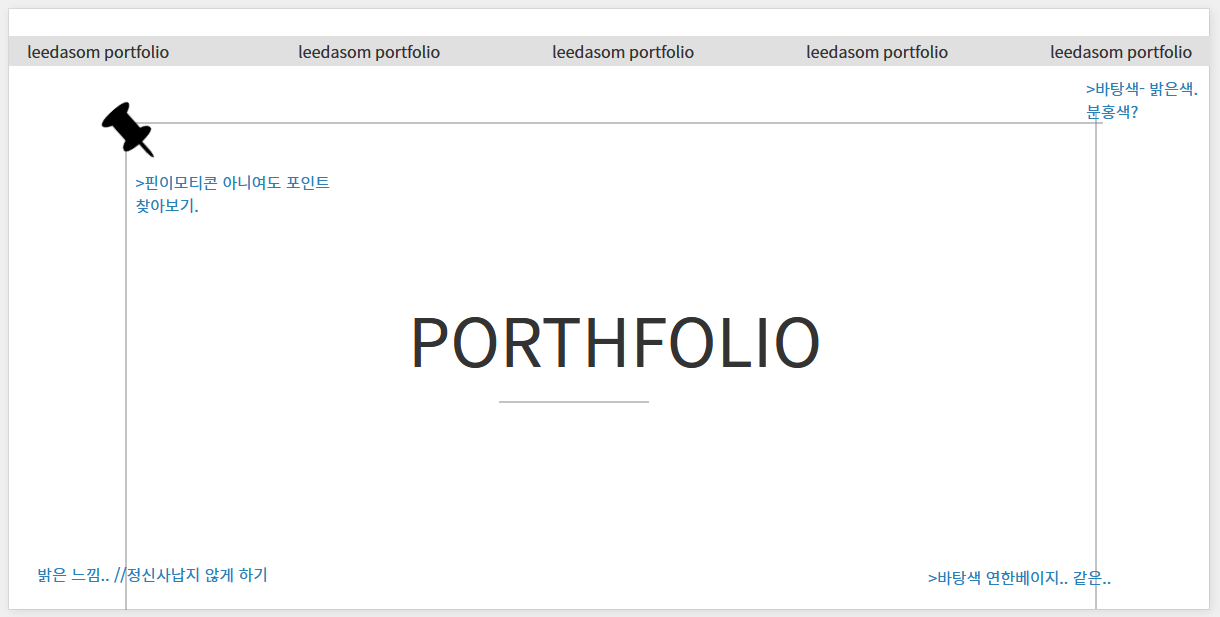 leedasom portfolio leedasom portfolio leedasom portfolio leedasom portfolio leedasom portfolio
>바탕색- 밝은색.
분홍색?
>핀이모티콘 아니여도 포인트
찾아보기.
PORTHFOLIO
밝은 느낌.. //정신사납지 않게 하기
>바탕색 연한베이지.. 같은..